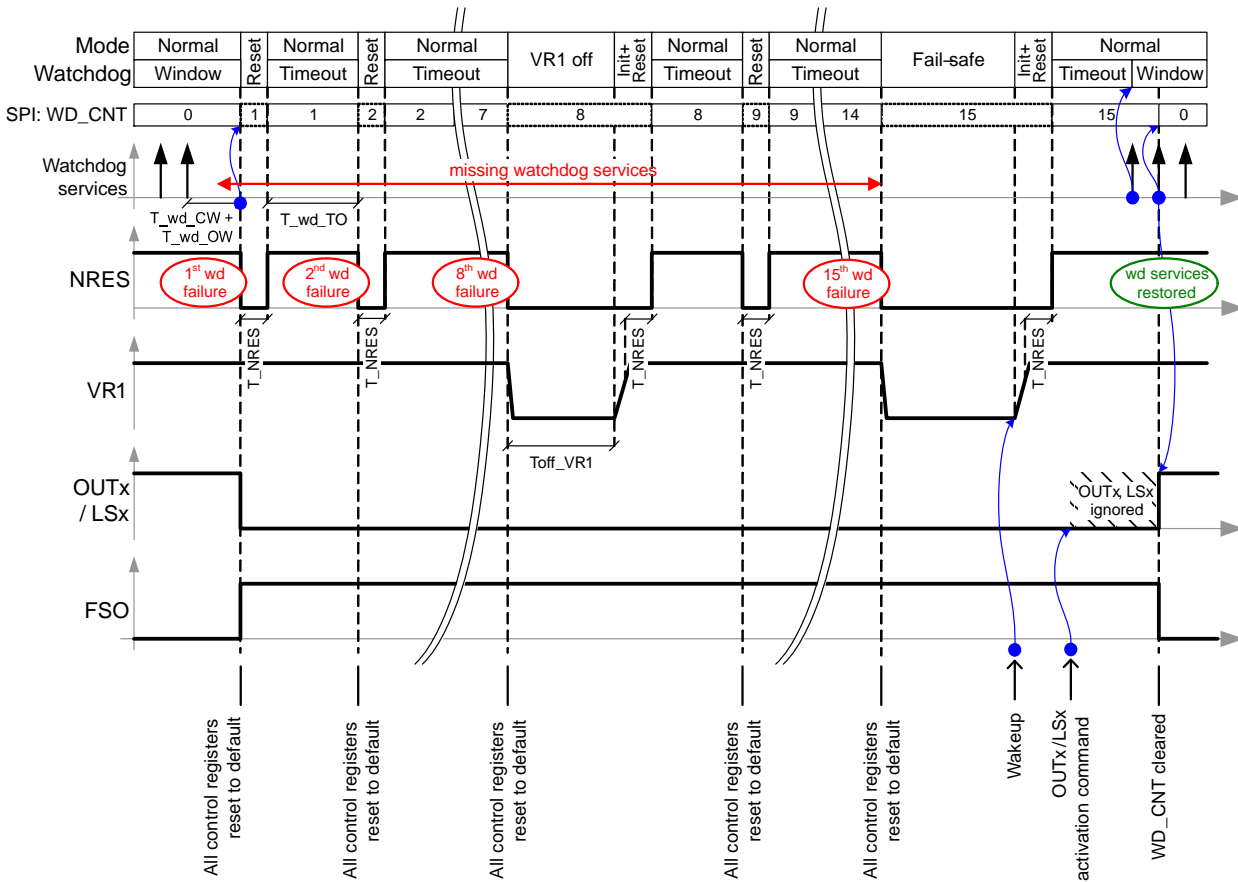 Mode Normal Reset Normal Reset Normal VR1 off Init+ Reset Normal Reset Normal Fail-safe Init+ Reset Normal
Watchdog Window Timeout Timeout Timeout Timeout Timeout Window
SPI: WD_CNT 0 1 1 2 2 7 8 8 9 9 14 15 15 0
Watchdog
services
missing watchdog services
T_wd_CW +
T_wd_OW
T_wd_TO
NRES
1st wd
failure
2nd wd
failure
8th wd
failure
15th wd
failure
wd services
restored
T_NRES
T_NRES
T_NRES
T_NRES
T_NRES
VR1
Toff_VR1
OUTx
/ LSx
OUTx, LSx
ignored
FSO
All control registers
reset to default
All control registers
reset to default
All control registers
reset to default
All control registers
reset to default
All control registers
reset to default
Wakeup
OUTx/LSx
activation command
WD_CNT cleared